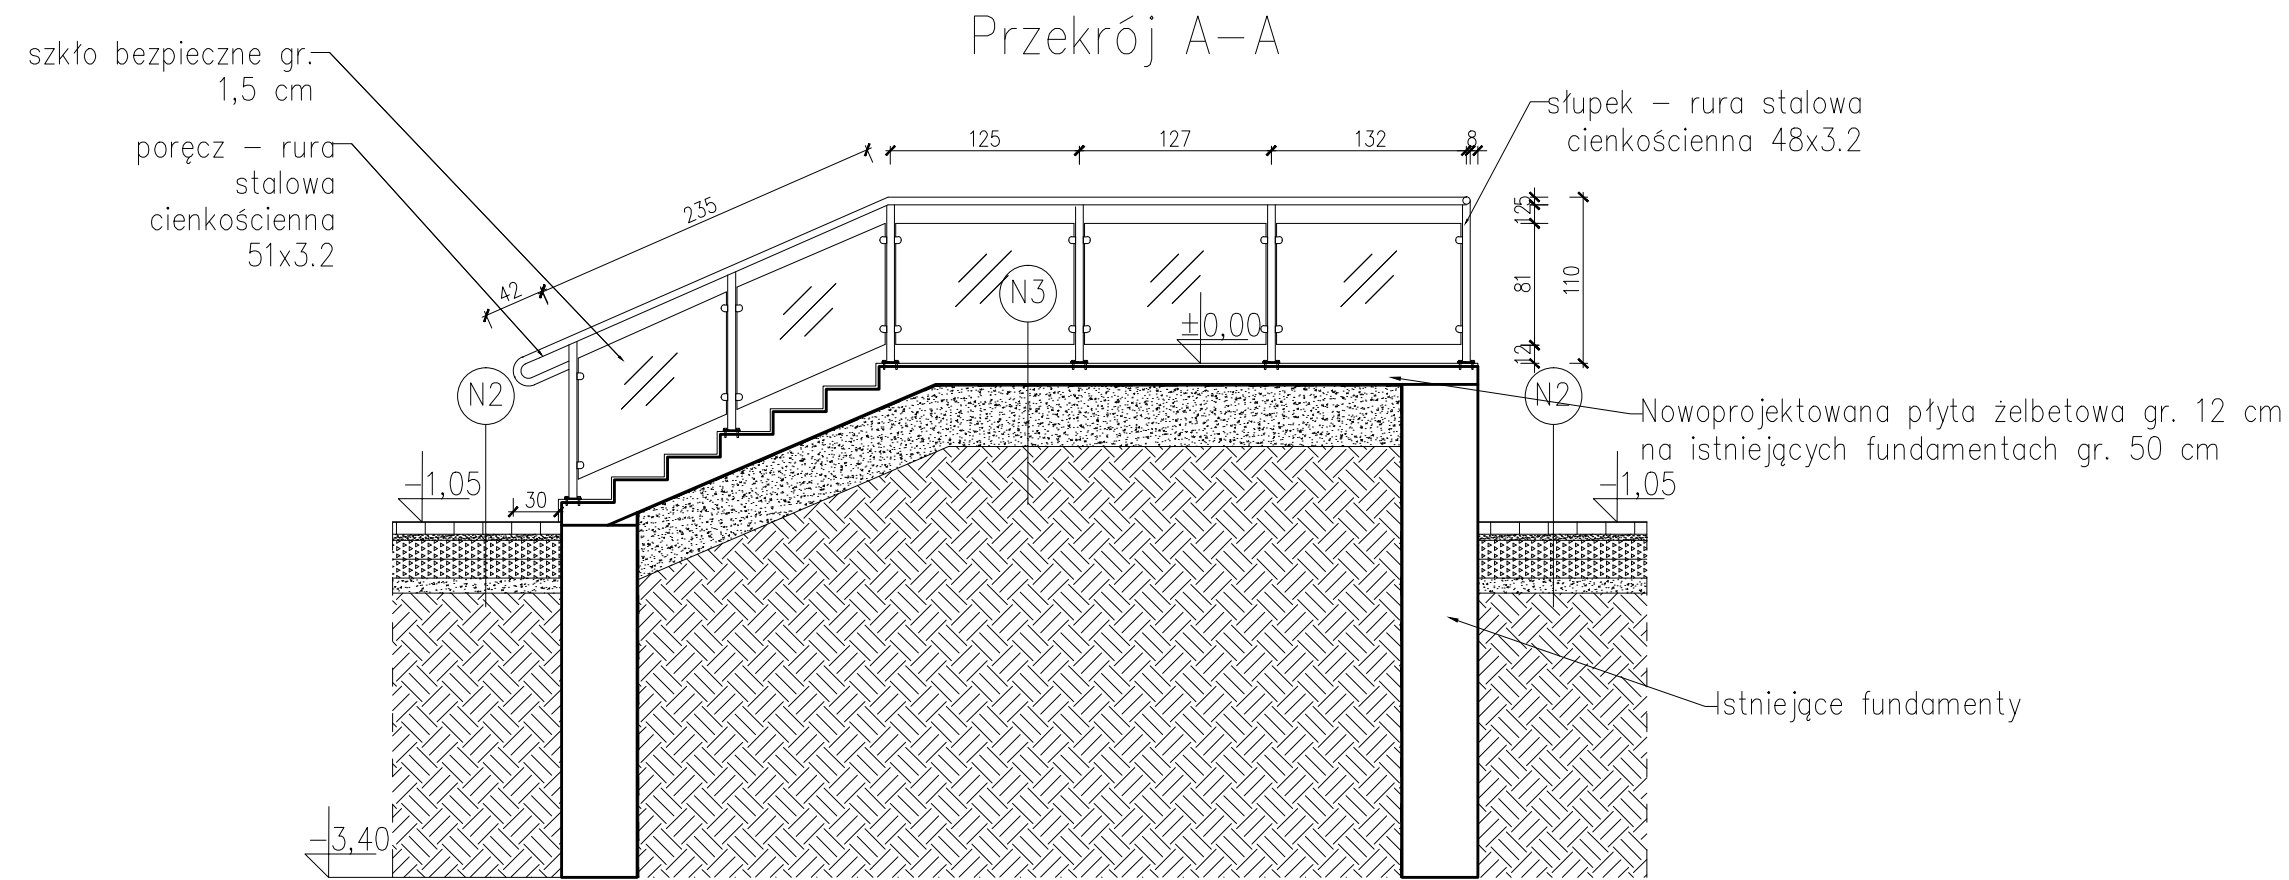 Przekrój A-A
szkło bezpieczne gr.
1,5 cm
poręcz - rura
stalowa
cienkościenna
51x3.2
słupek - rura stalowa
cienkościenna 48x3.2
125
127
132
8
235
42
125
81
110
12
N3
±0,00
N2
N2
Nowoprojektowana płyta żelbetowa gr. 12 cm
na istniejących fundamentach gr. 50 cm
-1,05
-1,05
30
Istniejące fundamenty
-3,40